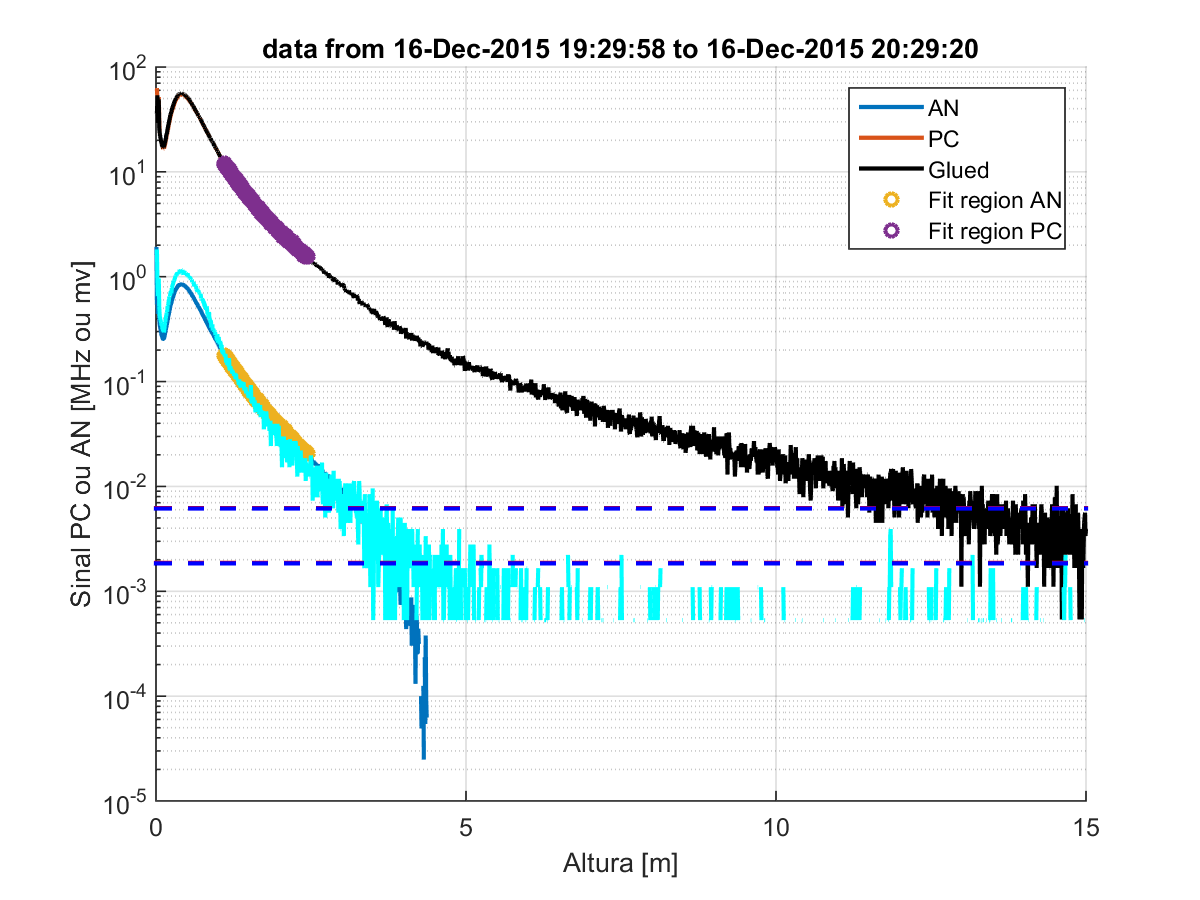 data from 16-Dec-2015 19:29:58 to 16-Dec-2015 20:29:20
AN
PC
Glued
Fit region AN
Fit region PC
Sinal PC ou AN [MHz ou mv]
10^2
10^1
10^0
10^-1
10^-2
10^-3
10^-4
10^-5
0 5 10 15
Altura [m]